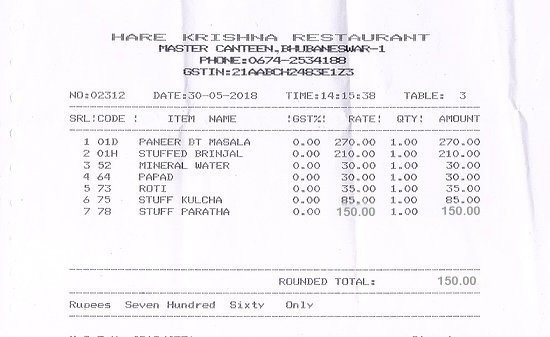 HARE KRISHNA RESTAURANT
MASTER CANTEEN,BHUBANESWAR-1
PHONE:0674-2534188
GSTIN:21AABCH2483E1Z3
NO:02312 DATE:30-05-2018 TIME:14:15:38 TABLE: 3
SRL!CODE ! ITEM NAME !GST%! RATE! QTY! AMOUNT
1 01D PANEER BT MASALA 0.00 270.00 1.00 270.00
2 01H STUFFED BRINJAL 0.00 210.00 1.00 210.00
3 52 MINERAL WATER 0.00 30.00 1.00 30.00
4 64 PAPAD 0.00 30.00 1.00 30.00
5 73 ROTI 0.00 35.00 1.00 35.00
6 75 STUFF KULCHA 0.00 85.00 1.00 85.00
7 78 STUFF PARATHA 0.00 150.00 1.00 150.00
ROUNDED TOTAL: 150.00
Rupees Seven Hundred Sixty Only